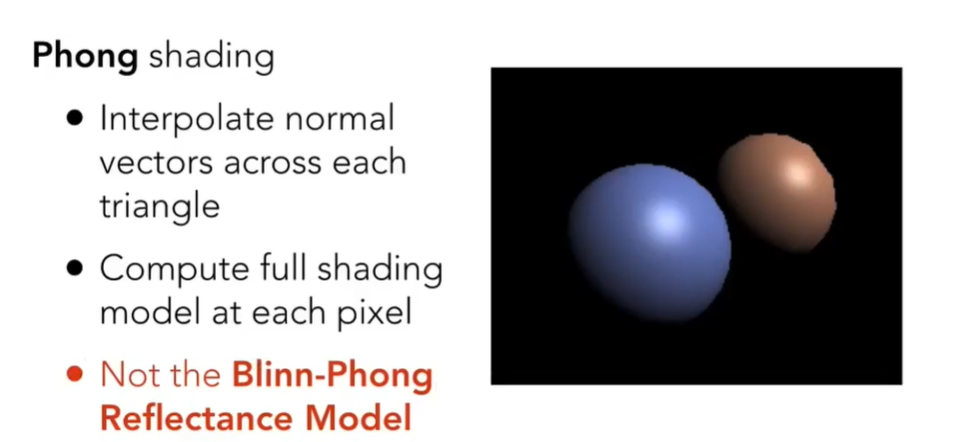 Phong shading
● Interpolate normal
vectors across each
triangle
● Compute full shading
model at each pixel
● Not the Blinn-Phong
Reflectance Model